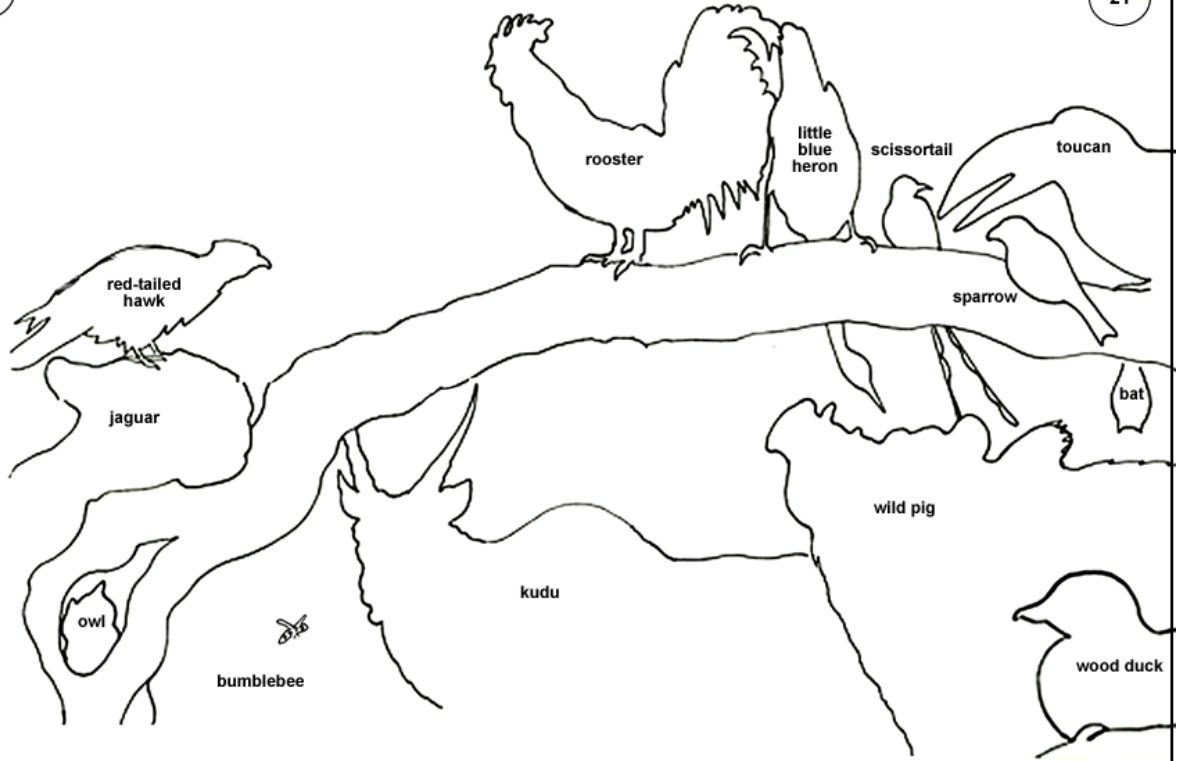 21
rooster
little
blue
heron
scissortail
toucan
red-tailed
hawk
sparrow
jaguar
bat
wild pig
kudu
owl
bumblebee
wood duck